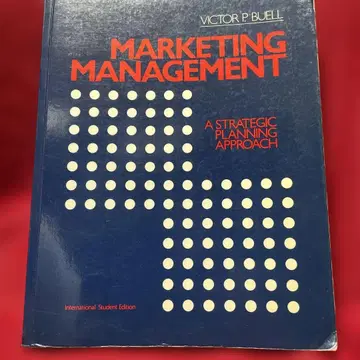 VICTOR P. BUELL
MARKETING
MANAGEMENT
A STRATEGIC
PLANNING
APPROACH
International Student Edition